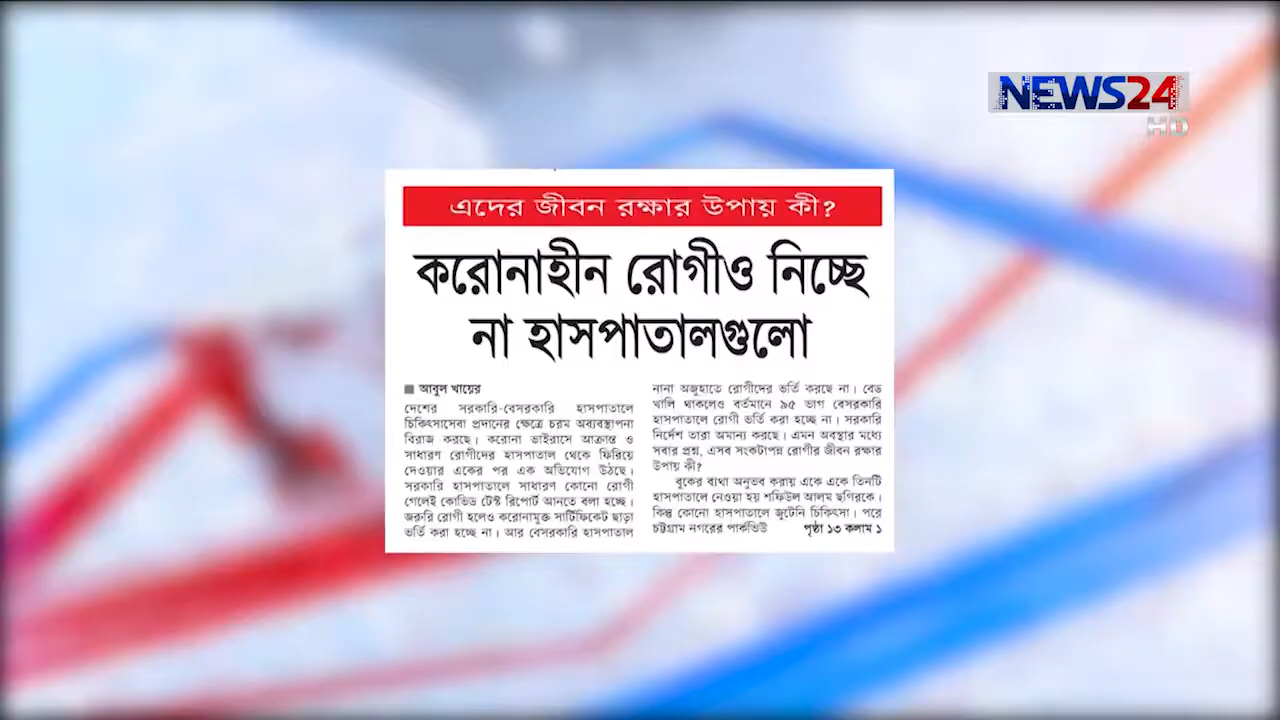 NEWS24
HD
এদের জীবন রক্ষার উপায় কী?
করোনাহীন রোগীও নিচ্ছে
না হাসপাতালগুলো
আবুল খায়ের
দেশের সরকারি-বেসরকারি হাসপাতালে
চিকিৎসাসেবা প্রদানের ক্ষেত্রে চরম অব্যবস্থাপনা
বিরাজ করছে। করোনা ভাইরাসে আক্রান্ত ও
সাধারণ রোগীদের হাসপাতাল থেকে ফিরিয়ে
দেওয়ার একের পর এক অভিযোগ উঠছে।
সরকারি হাসপাতালে সাধারণ কোনো রোগী
গেলেই কোভিড টেস্ট রিপোর্ট আনতে বলা হচ্ছে।
জরুরি রোগী হলেও করোনামুক্ত সার্টিফিকেট ছাড়া
ভর্তি করা হচ্ছে না। আর বেসরকারি হাসপাতাল
নানা অজুহাতে রোগীদের ভর্তি করছে না। বেড
খালি থাকলেও বর্তমানে ৯৫ ভাগ বেসরকারি
হাসপাতালে রোগী ভর্তি করা হচ্ছে না। সরকারি
নির্দেশ তারা অমান্য করছে। এমন অবস্থার মধ্যে
সবার প্রশ্ন, এসব সংকটাপন্ন রোগীর জীবন রক্ষার
উপায় কী?
বুকের ব্যথা অনুভব করায় একে একে তিনটি
হাসপাতালে নেওয়া হয় শফিউল আলম ছগিরকে।
কিন্তু কোনো হাসপাতালে জুটেনি চিকিৎসা। পরে
চট্টগ্রাম নগরের পার্কভিউ পৃষ্ঠা ১৩ কলাম ১